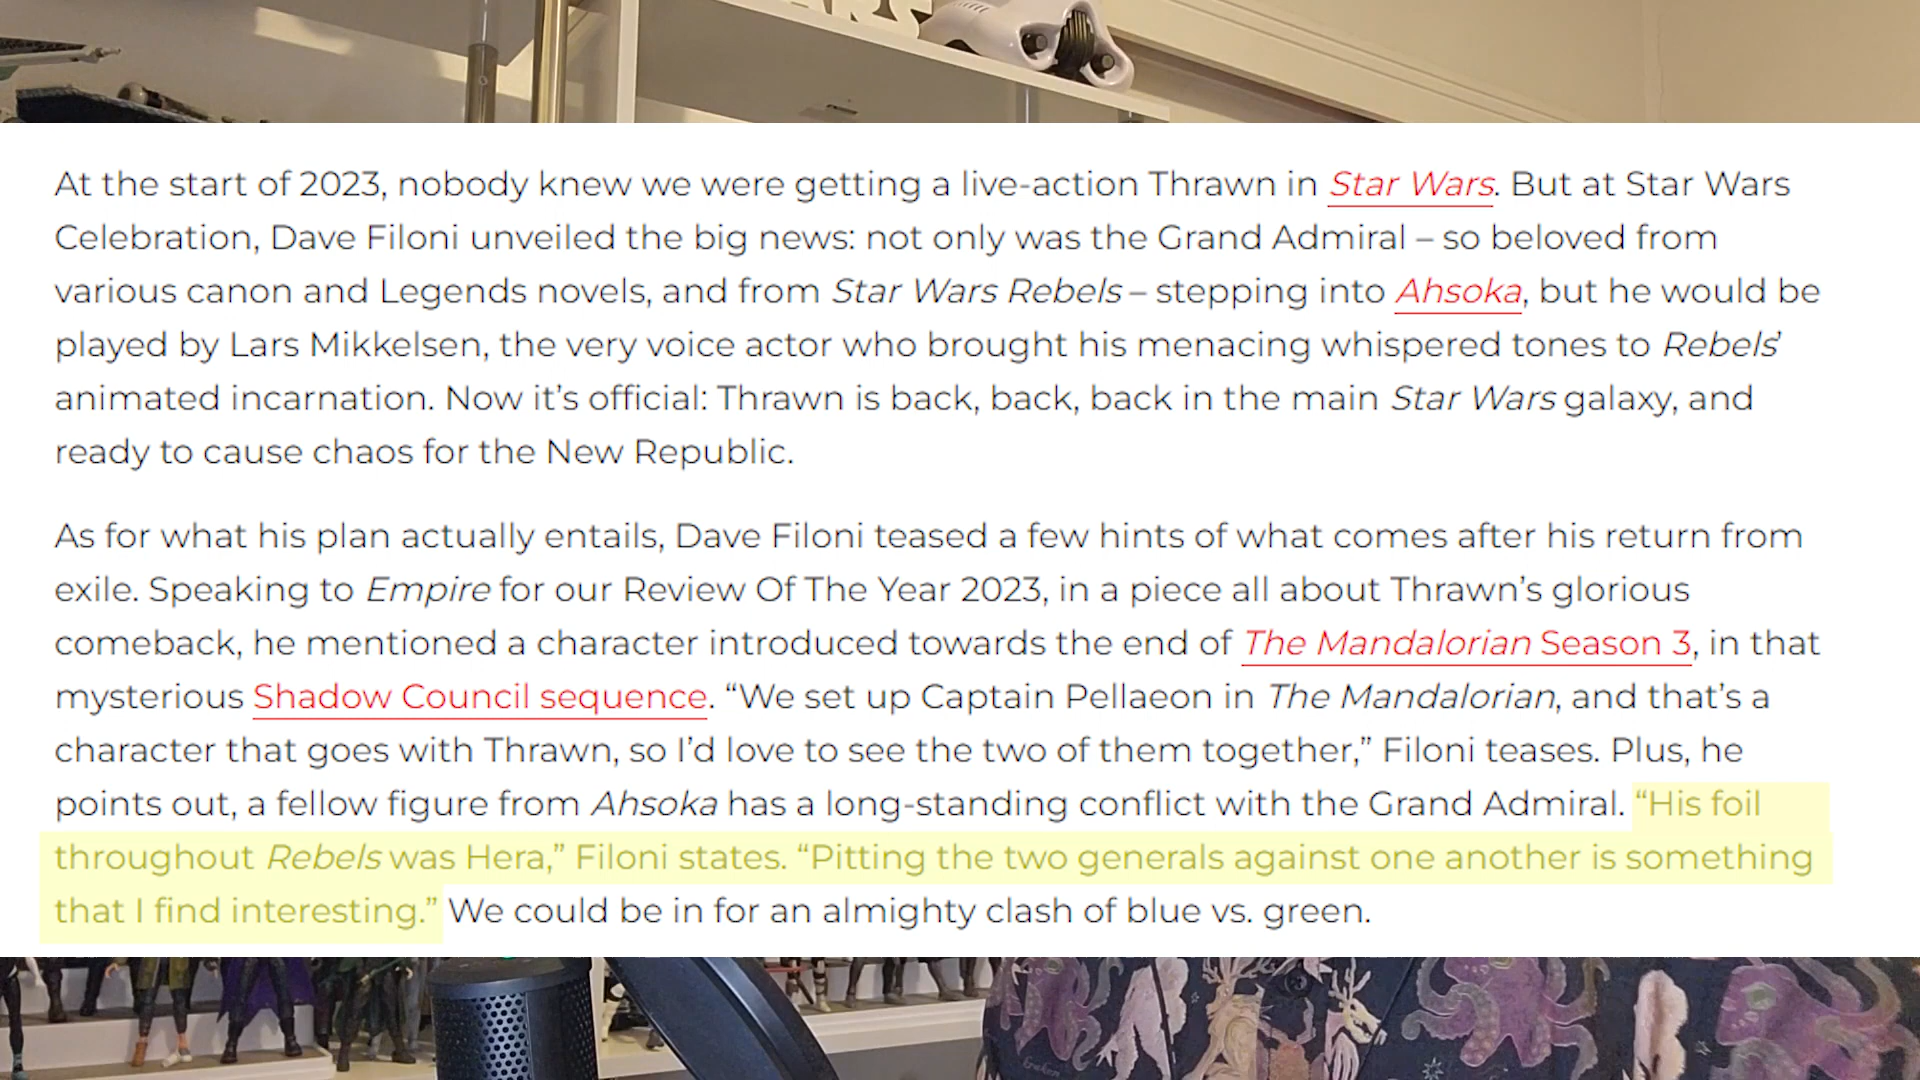 ARS
At the start of 2023, nobody knew we were getting a live-action Thrawn in Star Wars. But at Star Wars
Celebration, Dave Filoni unveiled the big news: not only was the Grand Admiral – so beloved from
various canon and Legends novels, and from Star Wars Rebels – stepping into Ahsoka, but he would be
played by Lars Mikkelsen, the very voice actor who brought his menacing whispered tones to Rebels’
animated incarnation. Now it’s official: Thrawn is back, back, back in the main Star Wars galaxy, and
ready to cause chaos for the New Republic.
As for what his plan actually entails, Dave Filoni teased a few hints of what comes after his return from
exile. Speaking to Empire for our Review Of The Year 2023, in a piece all about Thrawn’s glorious
comeback, he mentioned a character introduced towards the end of The Mandalorian Season 3, in that
mysterious Shadow Council sequence. “We set up Captain Pellaeon in The Mandalorian, and that’s a
character that goes with Thrawn, so I’d love to see the two of them together,” Filoni teases. Plus, he
points out, a fellow figure from Ahsoka has a long-standing conflict with the Grand Admiral. “His foil
throughout Rebels was Hera,” Filoni states. “Pitting the two generals against one another is something
that I find interesting.” We could be in for an almighty clash of blue vs. green.
Kraken